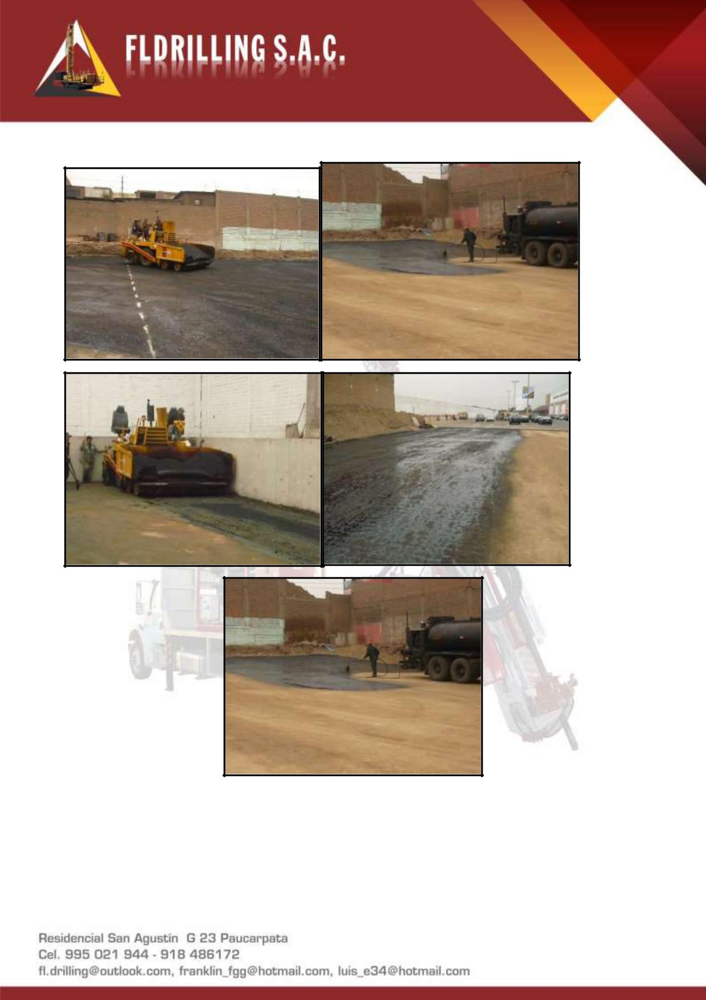 FLDRILLING S.A.C.
Residencial San Agustín G 23 Paucarpata
Cel. 995 021 944 - 918 486172
fl.drilling@outlook.com, franklin_fgg@hotmail.com, luis_e34@hotmail.com